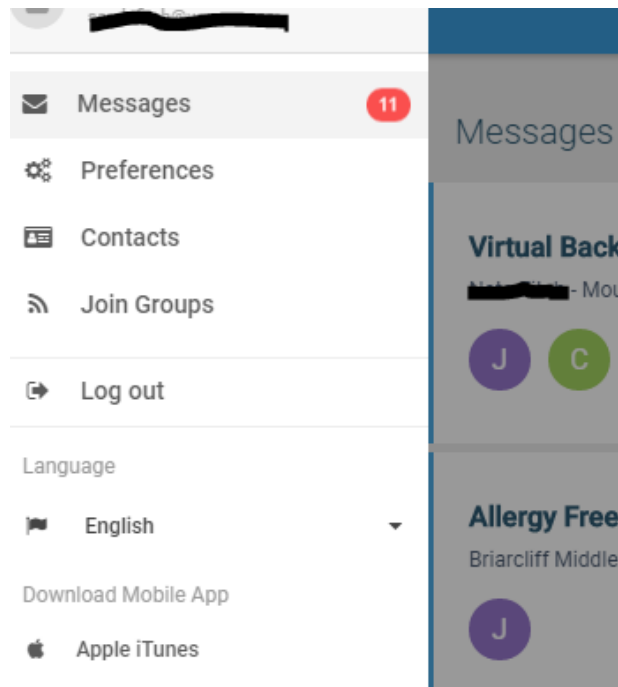 Messages 11
Preferences
Contacts
Join Groups
Log out
Language
English
Download Mobile App
Apple iTunes
Messages
Virtual Back
- Mou
J C
Allergy Free
Briarcliff Middle
J